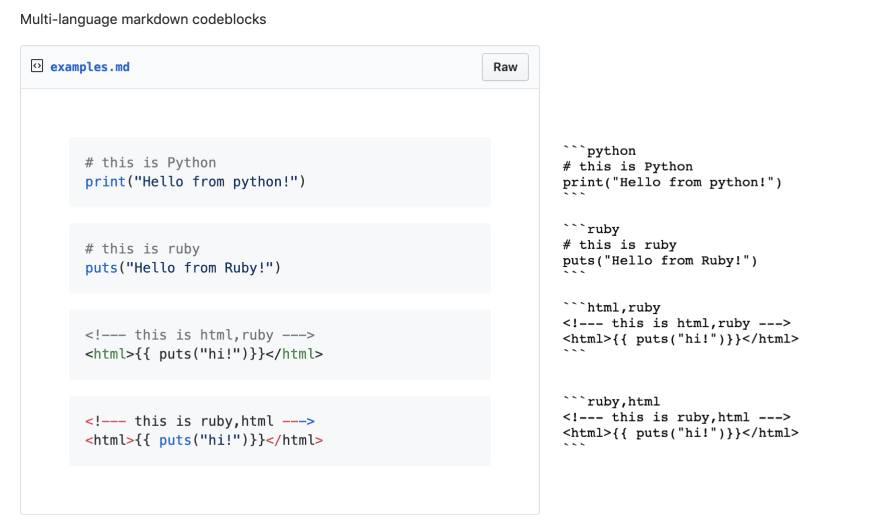 Multi-language markdown codeblocks
examples.md
Raw
# this is Python
print("Hello from python!")
# this is ruby
puts("Hello from Ruby!")
<!--- this is html,ruby --->
<html>{{ puts("hi!")}}</html>
<!--- this is ruby,html --->
<html>{{ puts("hi!")}}</html>
```python
# this is Python
print("Hello from python!")
```
```ruby
# this is ruby
puts("Hello from Ruby!")
```
```html,ruby
<!--- this is html,ruby --->
<html>{{ puts("hi!")}}</html>
```
```ruby,html
<!--- this is ruby,html --->
<html>{{ puts("hi!")}}</html>
```